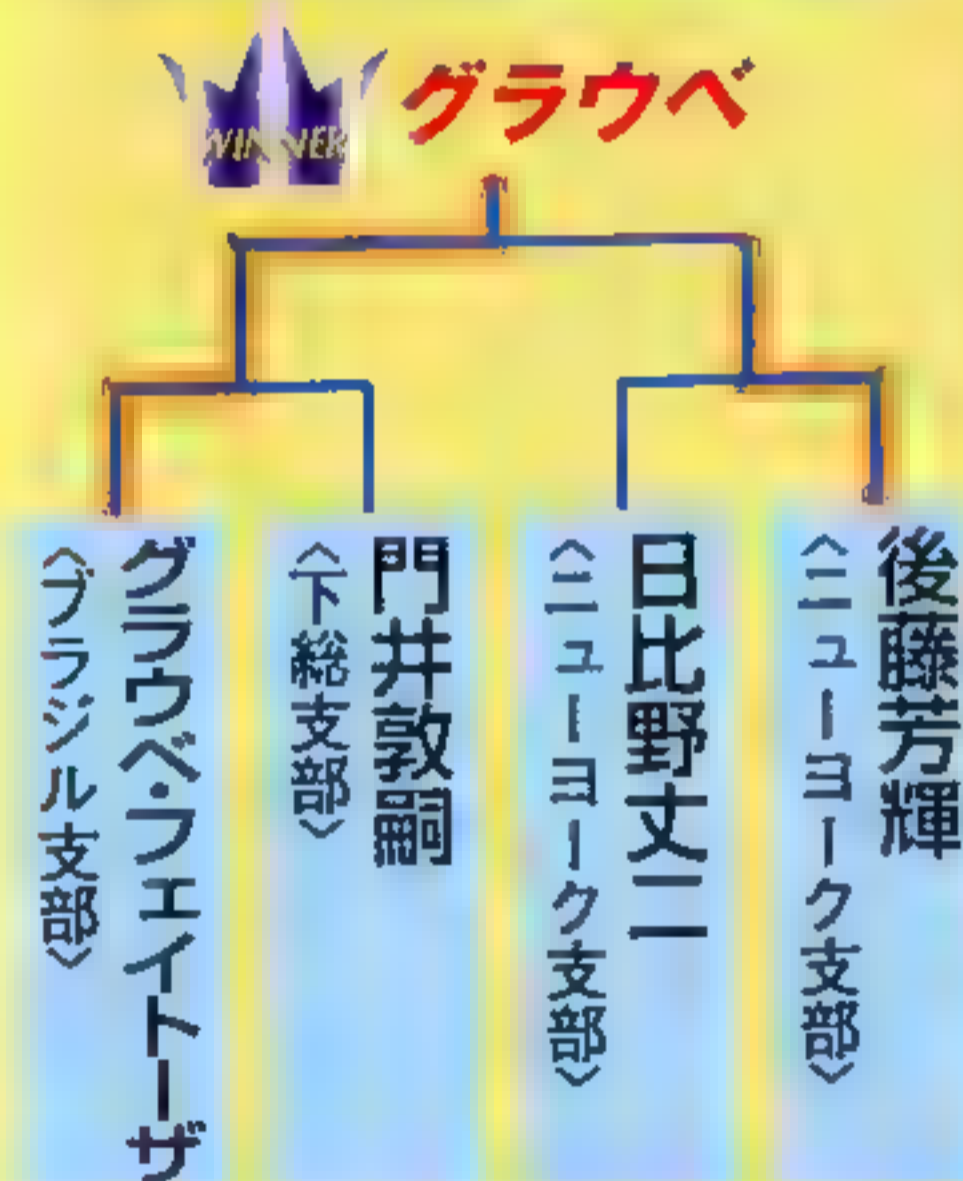 WINNER
グラウベ
後藤芳輝
〈ニューヨーク支部〉
日比野丈二
〈ニューヨーク支部〉
門井敦嗣
〈下総支部〉
グラウベ・フェイトーザ
〈ブラジル支部〉